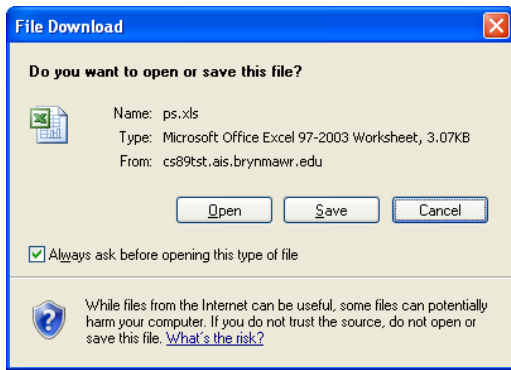 File Download
Do you want to open or save this file?
Name: ps.xls
Type: Microsoft Office Excel 97-2003 Worksheet, 3.07KB
From: cs89tst.ais.brynmawr.edu
Open Save Cancel
Always ask before opening this type of file
While files from the Internet can be useful, some files can potentially
harm your computer. If you do not trust the source, do not open or
save this file. What's the risk?